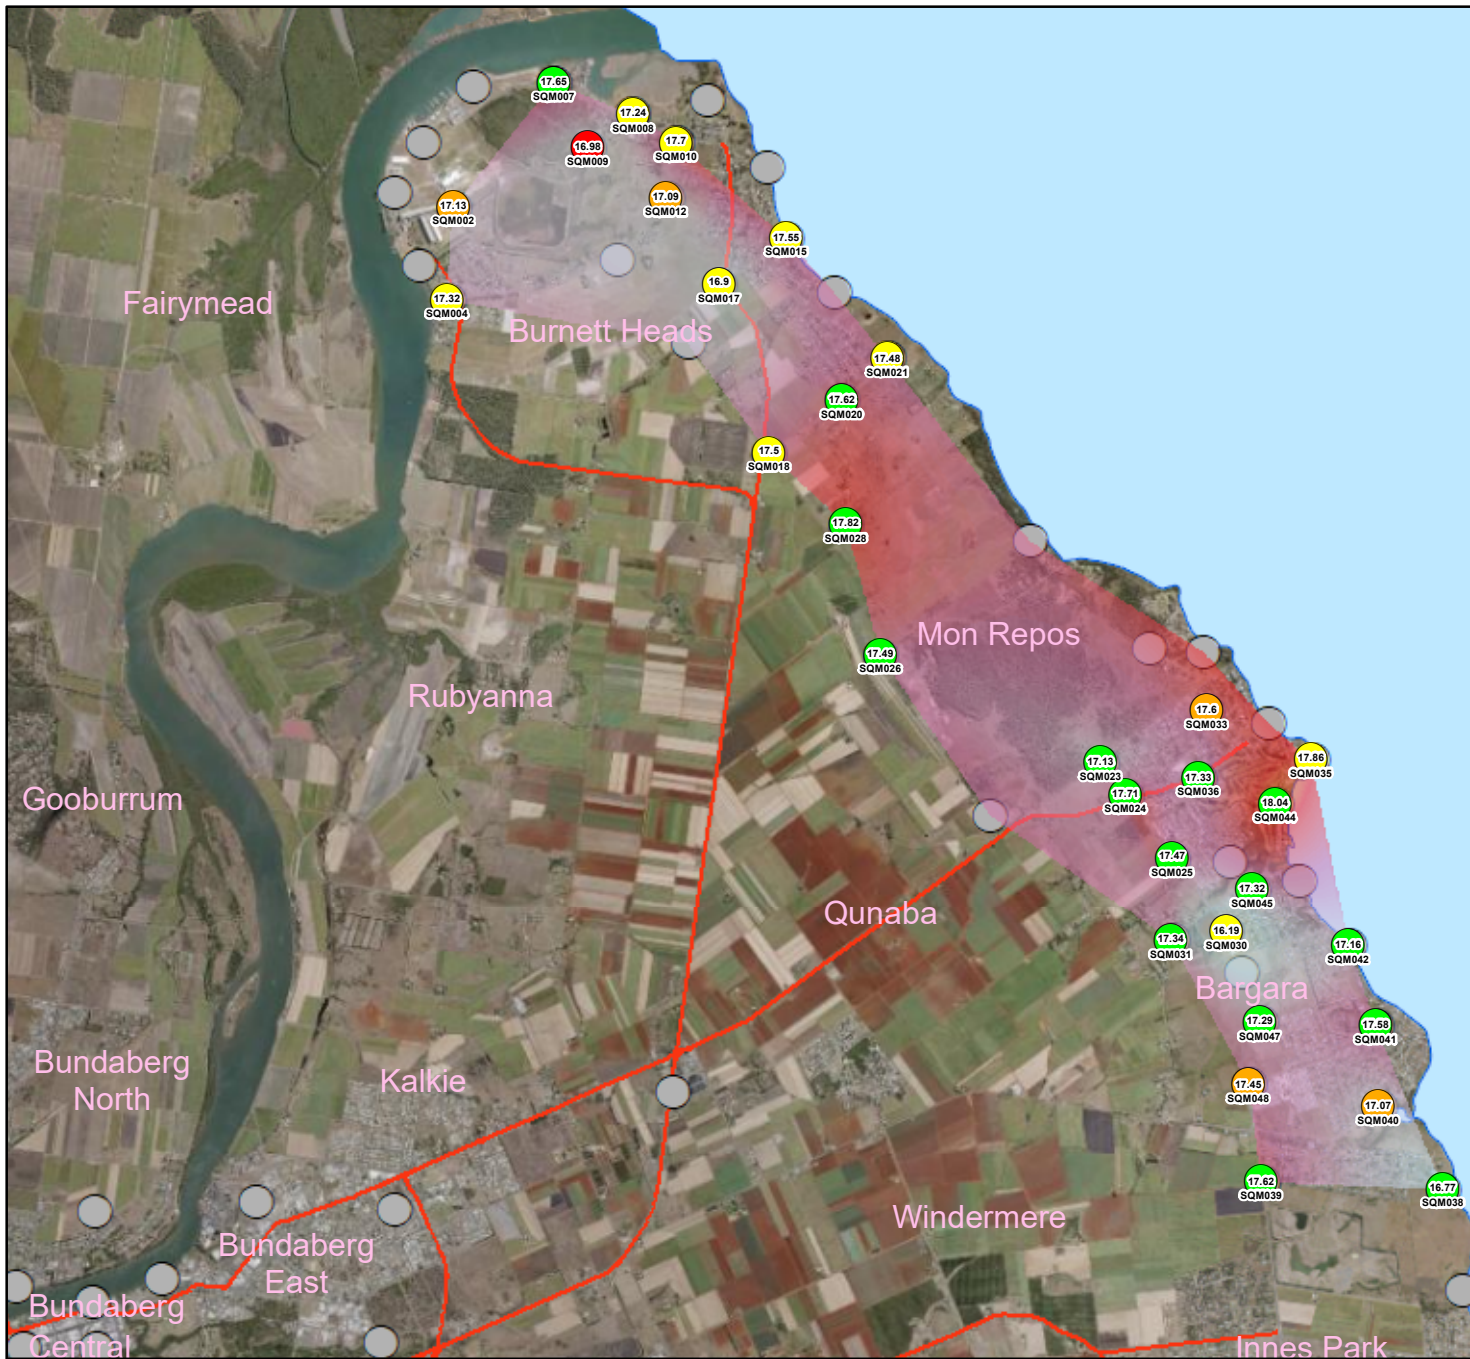 17.65
SQM007
17.24
SQM008
17.7
SQM010
16.98
SQM009
17.13
SQM002
17.09
SQM012
17.55
SQM015
16.9
SQM017
17.32
SQM004
Fairymead
Burnett Heads
17.48
SQM021
17.62
SQM020
17.5
SQM018
17.82
SQM028
Mon Repos
17.49
SQM026
Rubyanna
17.6
SQM033
17.86
SQM035
17.13
SQM023
17.33
SQM036
17.71
SQM024
18.04
SQM044
Gooburrum
17.47
SQM025
17.32
SQM045
Qunaba
16.19
SQM030
17.34
SQM031
17.16
SQM042
Bargara
17.29
SQM047
17.58
SQM041
Bundaberg
North
Kalkie
17.45
SQM048
17.07
SQM040
17.62
SQM039
16.77
SQM038
Windermere
Bundaberg
East
Bundaberg
Central
Innes Park